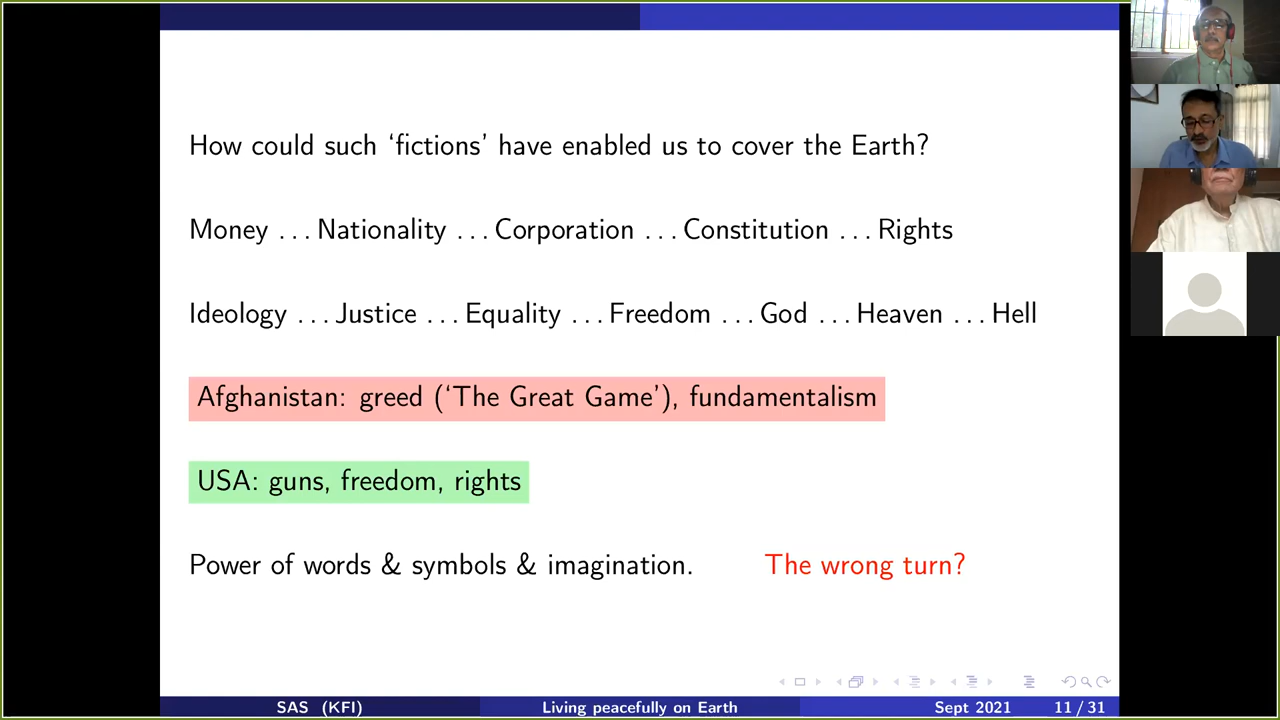 How could such ‘fictions’ have enabled us to cover the Earth?
Money ... Nationality ... Corporation ... Constitution ... Rights
Ideology ... Justice ... Equality ... Freedom ... God ... Heaven ... Hell
Afghanistan: greed (‘The Great Game’), fundamentalism
USA: guns, freedom, rights
Power of words & symbols & imagination. The wrong turn?
SAS (KFI) Living peacefully on Earth Sept 2021 11 / 31